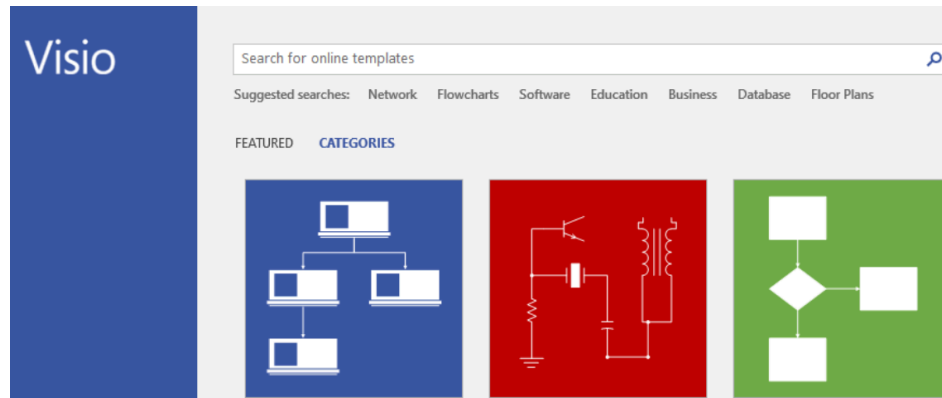 Visio
Search for online templates
Suggested searches: Network Flowcharts Software Education Business Database Floor Plans
FEATURED CATEGORIES